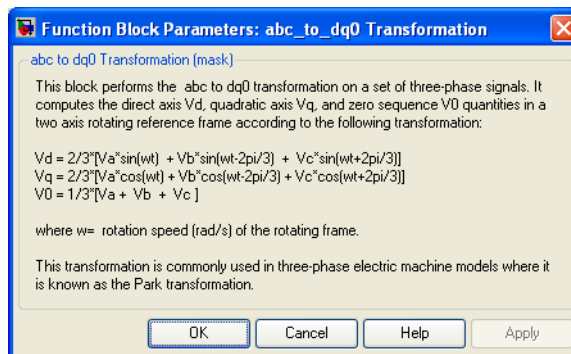 Function Block Parameters: abc_to_dq0 Transformation
abc to dq0 Transformation (mask)
This block performs the abc to dq0 transformation on a set of three-phase signals. It
computes the direct axis Vd, quadratic axis Vq, and zero sequence V0 quantities in a
two axis rotating reference frame according to the following transformation:
Vd = 2/3*[Va*sin(wt) + Vb*sin(wt-2pi/3) + Vc*sin(wt+2pi/3)]
Vq = 2/3*[Va*cos(wt) + Vb*cos(wt-2pi/3) + Vc*cos(wt+2pi/3)]
V0 = 1/3*[Va + Vb + Vc ]
where w= rotation speed (rad/s) of the rotating frame.
This transformation is commonly used in three-phase electric machine models where it
is known as the Park transformation.
OK Cancel Help Apply